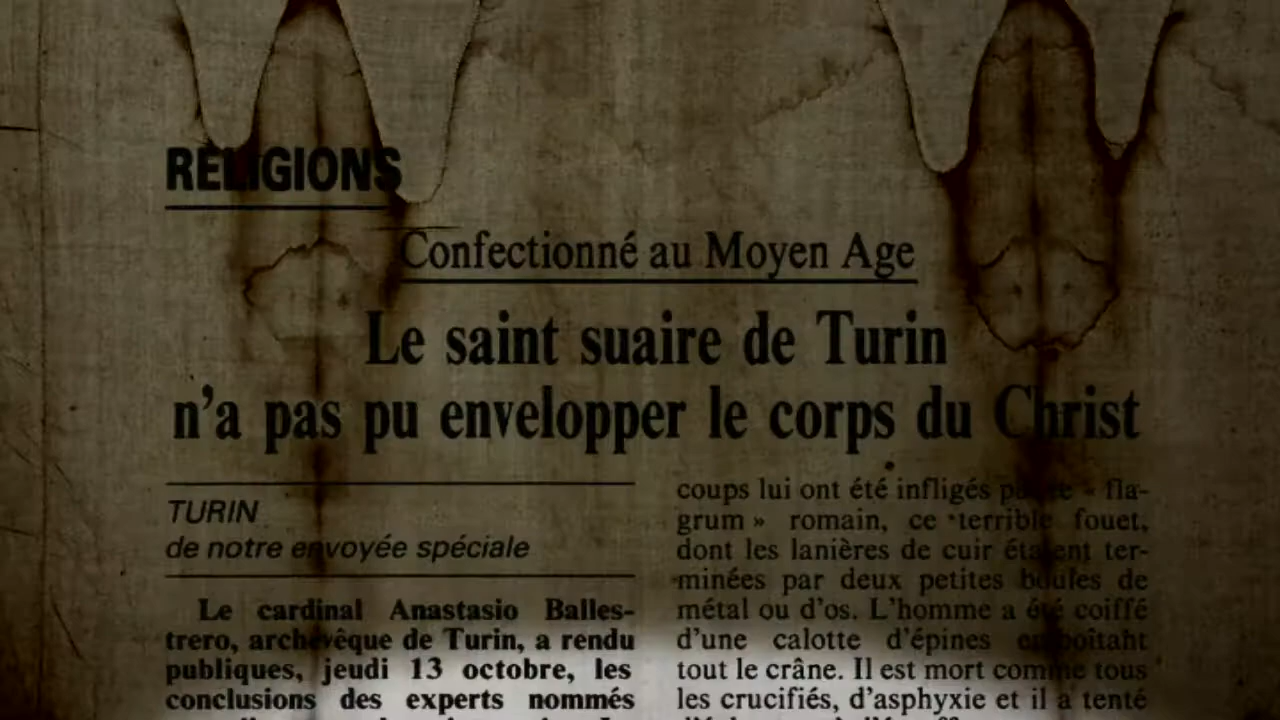 RELIGIONS
Confectionné au Moyen Age
Le saint suaire de Turin
n'a pas pu envelopper le corps du Christ
TURIN
de notre envoyée spéciale
Le cardinal Anastasio Balles-
trero, archevêque de Turin, a rendu
publiques, jeudi 13 octobre, les
conclusions des experts nommés
coups lui ont été infligés par le « fla-
grum » romain, ce terrible fouet,
dont les lanières de cuir étaient ter-
minées par deux petites boules de
métal ou d'os. L'homme a été coiffé
d'une calotte d'épines emboîtant
tout le crâne. Il est mort comme tous
les crucifiés, d'asphyxie et il a tenté